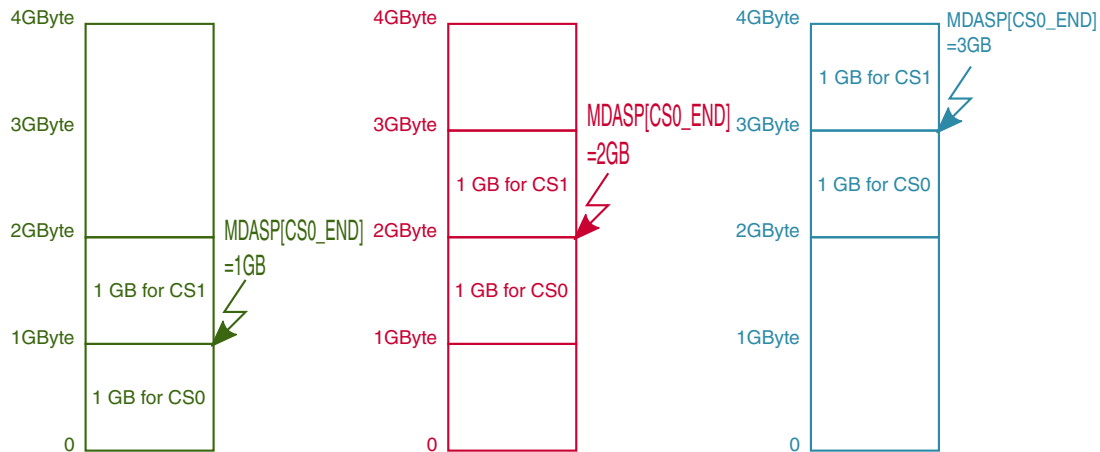 4GByte
3GByte
2GByte
MDASP[CS0_END]
=1GB
1 GB for CS1
1GByte
1 GB for CS0
0
4GByte
3GByte
MDASP[CS0_END]
=2GB
1 GB for CS1
2GByte
1 GB for CS0
1GByte
0
4GByte
MDASP[CS0_END]
=3GB
1 GB for CS1
3GByte
1 GB for CS0
2GByte
1GByte
0